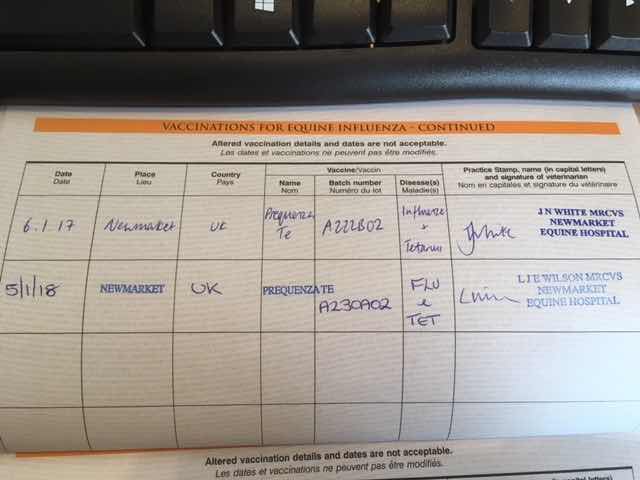 VACCINATIONS FOR EQUINE INFLUENZA - CONTINUED
Altered vaccination details and dates are not acceptable.
Les dates et vaccinations ne peuvent pas être modifiés.
Date
Date
Place
Lieu
Country
Pays
Vaccine/Vaccin
Name
Nom
Batch number
Numéro du lot
Disease(s)
Maladie(s)
Practice Stamp, name (in capital letters)
and signature of veterinarian
Nom en capitales et signature du vétérinaire
6.1.17
Newmarket
UK
Prequenza
Te
A222B02
Influenza
+
Tetanus
JWhite
J N WHITE MRCVS
NEWMARKET
EQUINE HOSPITAL
5/1/18
NEWMARKET
UK
PREQUENZA TE
A230A02
FLU
e
TET
L J E WILSON MRCVS
NEWMARKET
EQUINE HOSPITAL
Altered vaccination details and dates are not acceptable.
Les dates et vaccinations ne peuvent pas être modifiés.